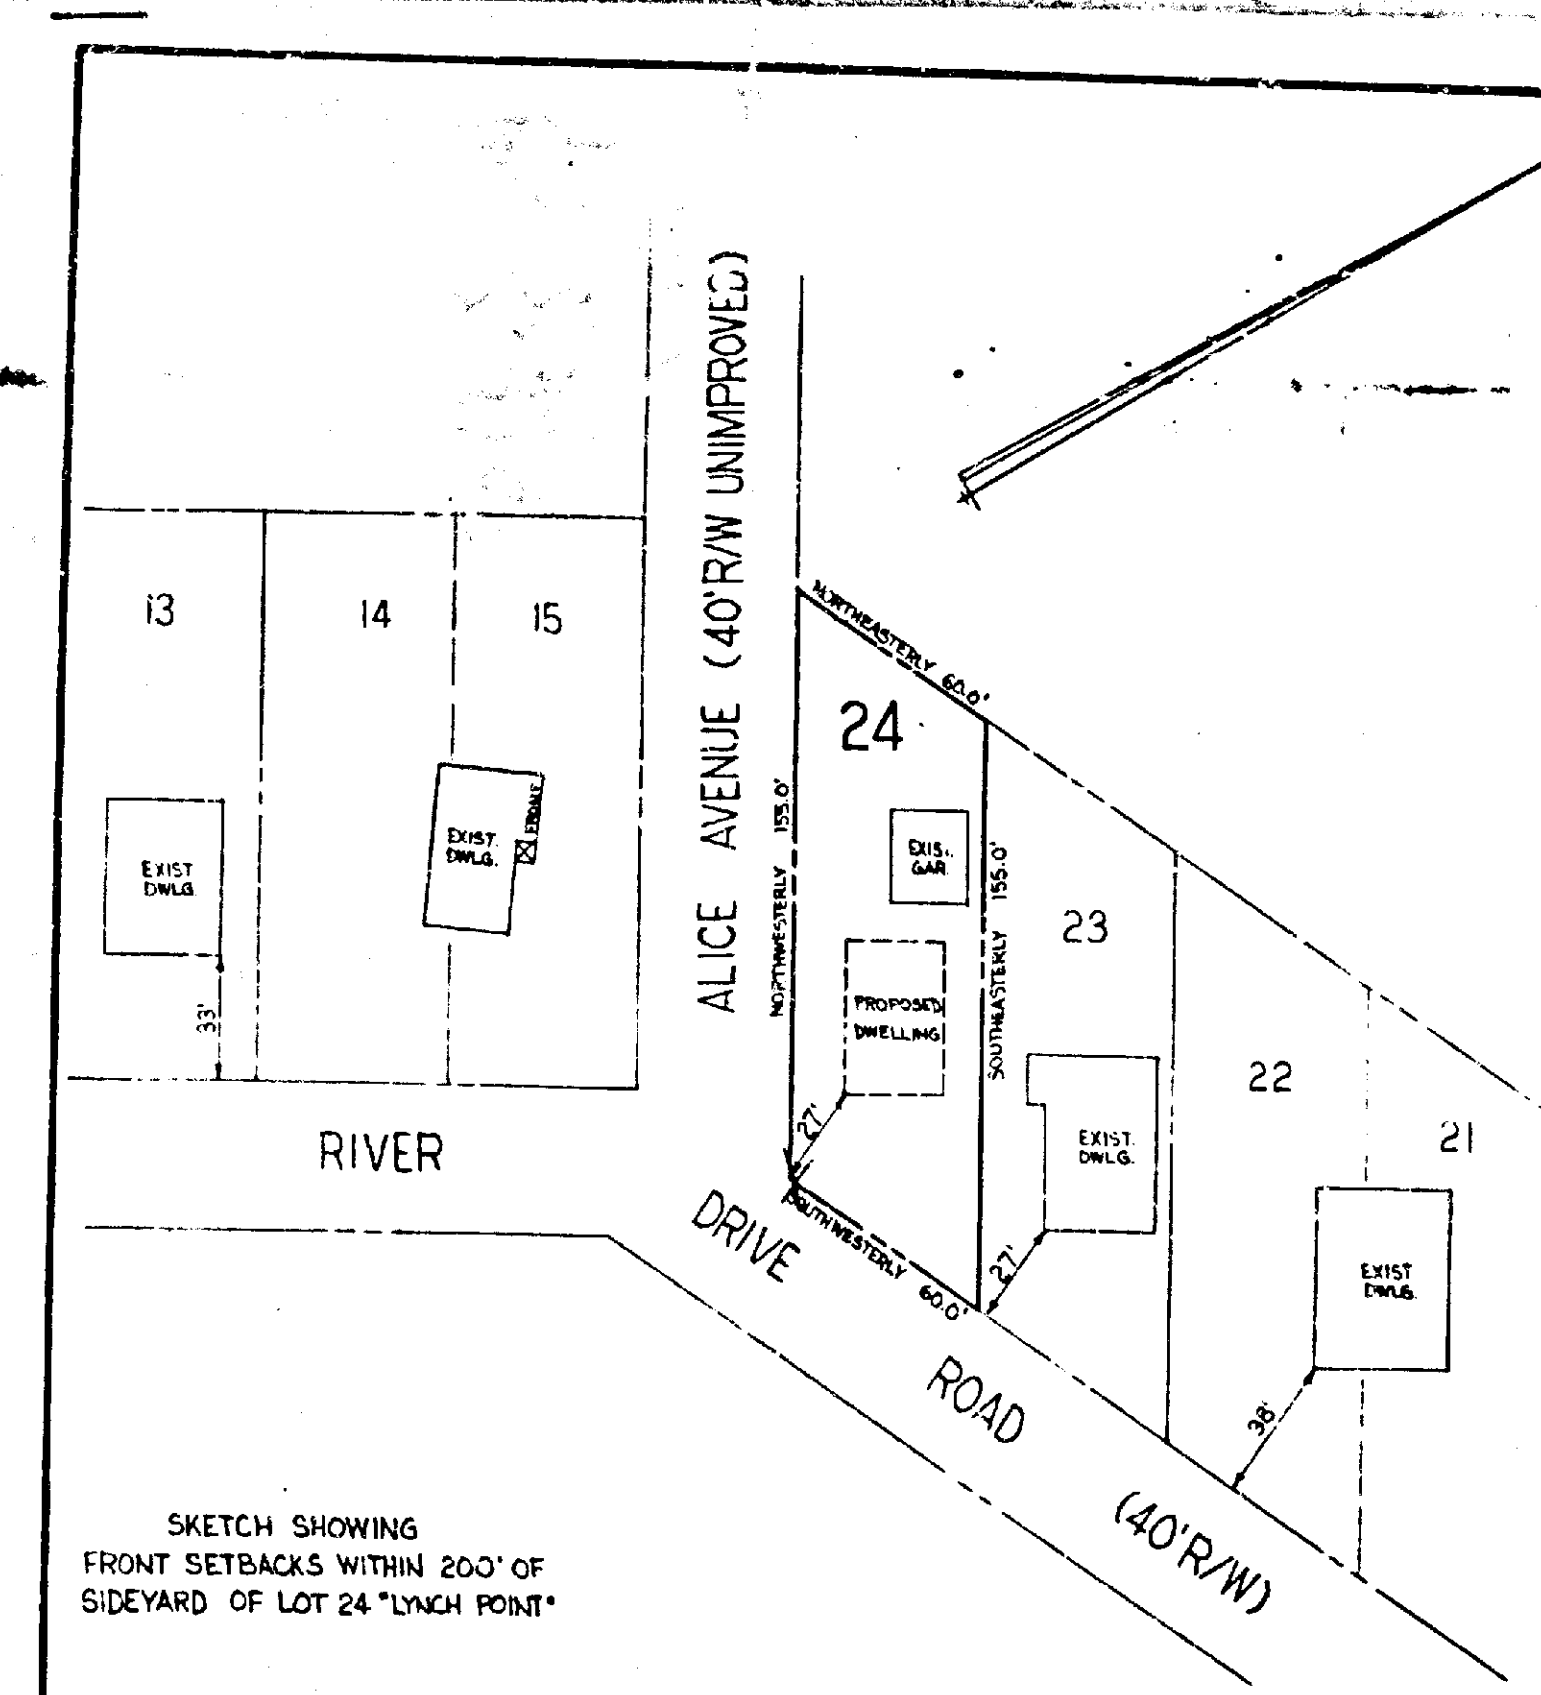 ALICE AVENUE (40'R/W UNIMPROVED)
13
14
15
NORTHEASTERLY 60.0'
24
NORTHWESTERLY 155.0'
EXIST
DWLG.
EXIST.
DWLG.
EXIST.
GAR.
SOUTHEASTERLY 155.0'
23
PROPOSED
DWELLING
33'
22
27'
EXIST.
DWLG.
21
RIVER
DRIVE
SOUTHWESTERLY 60.0'
27'
EXIST
DWLG.
ROAD
38'
(40'R/W)
SKETCH SHOWING
FRONT SETBACKS WITHIN 200' OF
SIDEYARD OF LOT 24 "LYNCH POINT"